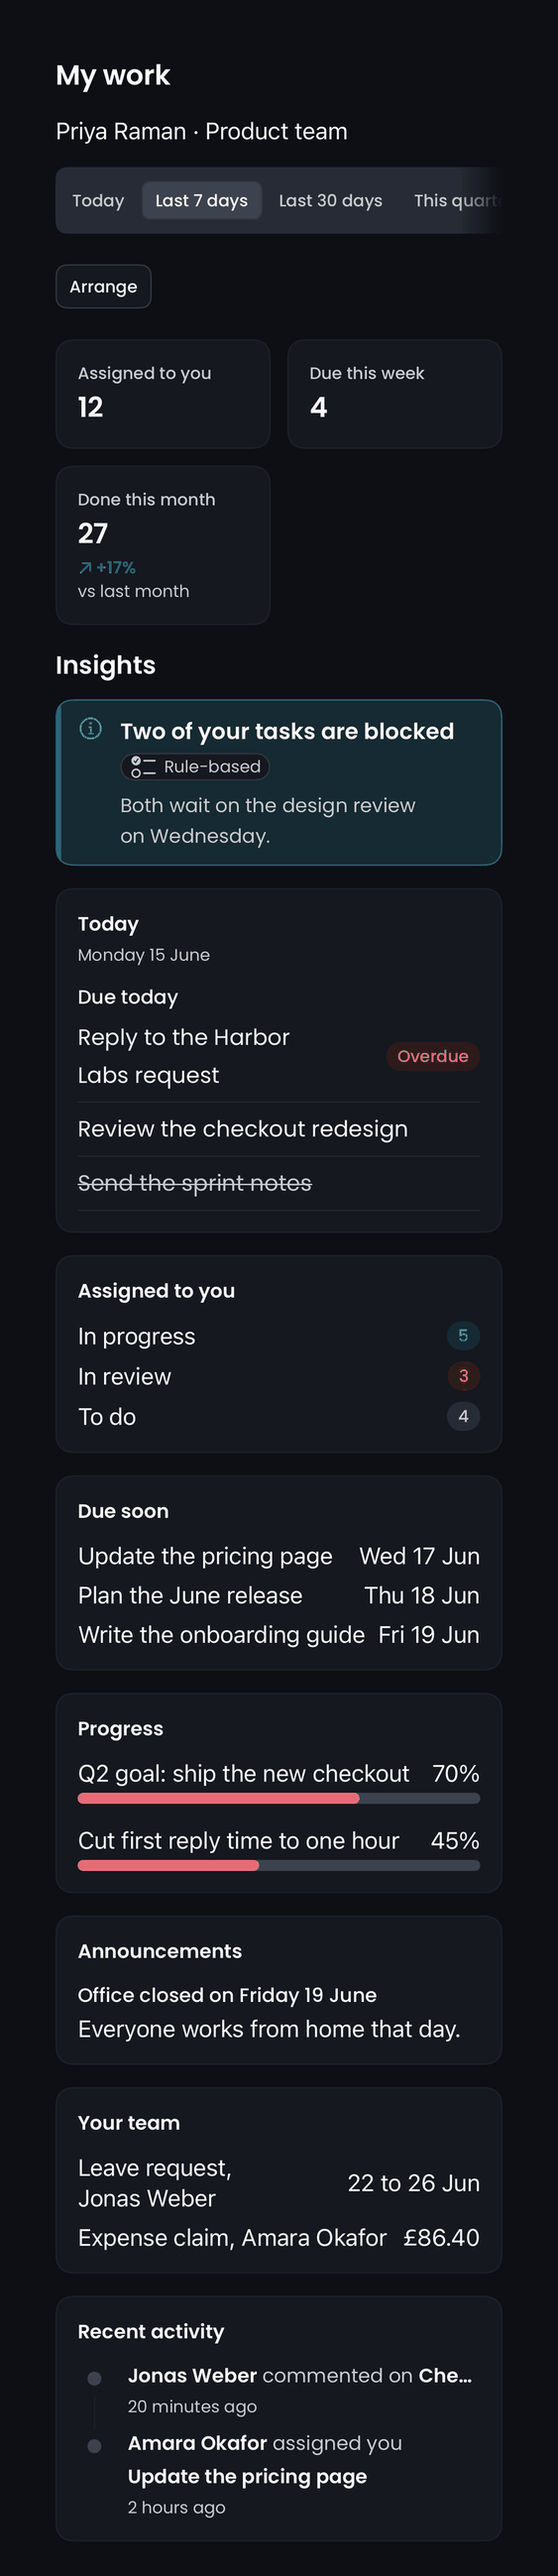 My work
Priya Raman · Product team
Today Last 7 days Last 30 days This quart
Arrange
Assigned to you
12
Due this week
4
Done this month
27
+17%
vs last month
Insights
Two of your tasks are blocked
Rule-based
Both wait on the design review
on Wednesday.
Today
Monday 15 June
Due today
Reply to the Harbor
Labs request
Overdue
Review the checkout redesign
Send the sprint notes
Assigned to you
In progress 5
In review 3
To do 4
Due soon
Update the pricing page Wed 17 Jun
Plan the June release Thu 18 Jun
Write the onboarding guide Fri 19 Jun
Progress
Q2 goal: ship the new checkout 70%
Cut first reply time to one hour 45%
Announcements
Office closed on Friday 19 June
Everyone works from home that day.
Your team
Leave request,
Jonas Weber
22 to 26 Jun
Expense claim, Amara Okafor £86.40
Recent activity
Jonas Weber commented on Che...
20 minutes ago
Amara Okafor assigned you
Update the pricing page
2 hours ago